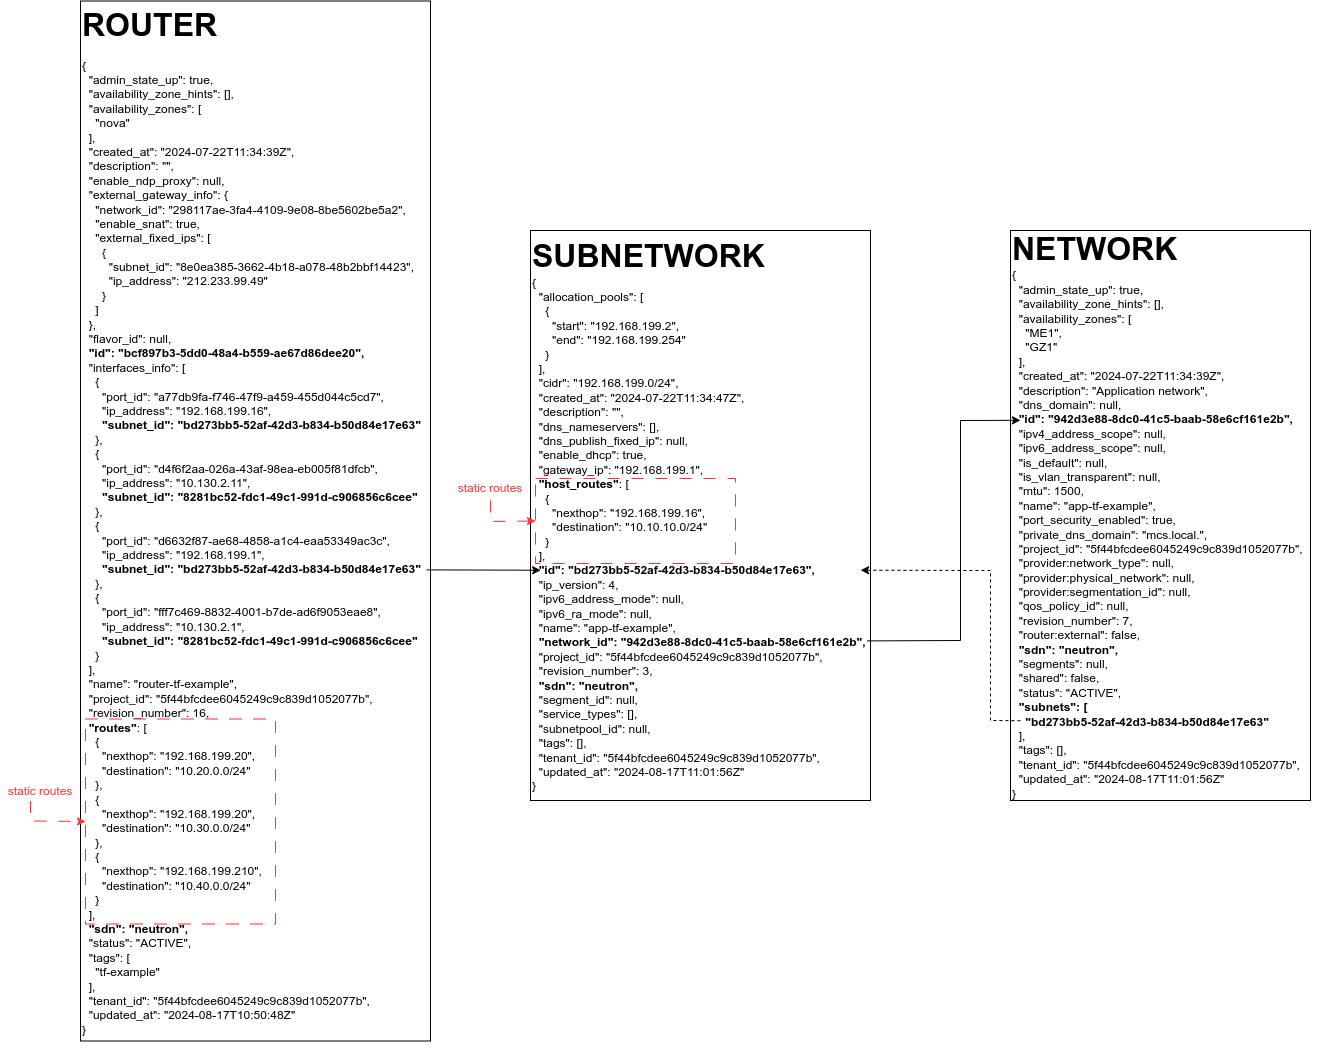 ROUTER
{
"admin_state_up": true,
"availability_zone_hints": [],
"availability_zones": [
"nova"
],
"created_at": "2024-07-22T11:34:39Z",
"description": "",
"enable_ndp_proxy": null,
"external_gateway_info": {
"network_id": "298117ae-3fa4-4109-9e08-8be5602be5a2",
"enable_snat": true,
"external_fixed_ips": [
{
"subnet_id": "8e0ea385-3662-4b18-a078-48b2bbf14423",
"ip_address": "212.233.99.49"
}
]
},
"flavor_id": null,
"id": "bcf897b3-5dd0-48a4-b559-ae67d86dee20",
"interfaces_info": [
{
"port_id": "a77db9fa-f746-47f9-a459-455d044c5cd7",
"ip_address": "192.168.199.16",
"subnet_id": "bd273bb5-52af-42d3-b834-b50d84e17e63"
},
{
"port_id": "d4f6f2aa-026a-43af-98ea-eb005f81dfcb",
"ip_address": "10.130.2.11",
"subnet_id": "8281bc52-fdc1-49c1-991d-c906856c6cee"
},
{
"port_id": "d6632f87-ae68-4858-a1c4-eaa53349ac3c",
"ip_address": "192.168.199.1",
"subnet_id": "bd273bb5-52af-42d3-b834-b50d84e17e63"
},
{
"port_id": "fff7c469-8832-4001-b7de-ad6f9053eae8",
"ip_address": "10.130.2.1",
"subnet_id": "8281bc52-fdc1-49c1-991d-c906856c6cee"
}
],
"name": "router-tf-example",
"project_id": "5f44bfcdee6045249c9c839d1052077b",
"revision_number": 16,
"routes": [
{
"nexthop": "192.168.199.20",
"destination": "10.20.0.0/24"
},
{
"nexthop": "192.168.199.20",
"destination": "10.30.0.0/24"
},
{
"nexthop": "192.168.199.210",
"destination": "10.40.0.0/24"
}
],
"sdn": "neutron",
"status": "ACTIVE",
"tags": [
"tf-example"
],
"tenant_id": "5f44bfcdee6045249c9c839d1052077b",
"updated_at": "2024-08-17T10:50:48Z"
}
static routes
SUBNETWORK
{
"allocation_pools": [
{
"start": "192.168.199.2",
"end": "192.168.199.254"
}
],
"cidr": "192.168.199.0/24",
"created_at": "2024-07-22T11:34:47Z",
"description": "",
"dns_nameservers": [],
"dns_publish_fixed_ip": null,
"enable_dhcp": true,
"gateway_ip": "192.168.199.1",
"host_routes": [
{
"nexthop": "192.168.199.16",
"destination": "10.10.10.0/24"
}
],
"id": "bd273bb5-52af-42d3-b834-b50d84e17e63",
"ip_version": 4,
"ipv6_address_mode": null,
"ipv6_ra_mode": null,
"name": "app-tf-example",
"network_id": "942d3e88-8dc0-41c5-baab-58e6cf161e2b",
"project_id": "5f44bfcdee6045249c9c839d1052077b",
"revision_number": 3,
"sdn": "neutron",
"segment_id": null,
"service_types": [],
"subnetpool_id": null,
"tags": [],
"tenant_id": "5f44bfcdee6045249c9c839d1052077b",
"updated_at": "2024-08-17T11:01:56Z"
}
static routes
NETWORK
{
"admin_state_up": true,
"availability_zone_hints": [],
"availability_zones": [
"ME1",
"GZ1"
],
"created_at": "2024-07-22T11:34:39Z",
"description": "Application network",
"dns_domain": null,
"id": "942d3e88-8dc0-41c5-baab-58e6cf161e2b",
"ipv4_address_scope": null,
"ipv6_address_scope": null,
"is_default": null,
"is_vlan_transparent": null,
"mtu": 1500,
"name": "app-tf-example",
"port_security_enabled": true,
"private_dns_domain": "mcs.local.",
"project_id": "5f44bfcdee6045249c9c839d1052077b",
"provider:network_type": null,
"provider:physical_network": null,
"provider:segmentation_id": null,
"qos_policy_id": null,
"revision_number": 7,
"router:external": false,
"sdn": "neutron",
"segments": null,
"shared": false,
"status": "ACTIVE",
"subnets": [
"bd273bb5-52af-42d3-b834-b50d84e17e63"
],
"tags": [],
"tenant_id": "5f44bfcdee6045249c9c839d1052077b",
"updated_at": "2024-08-17T11:01:56Z"
}